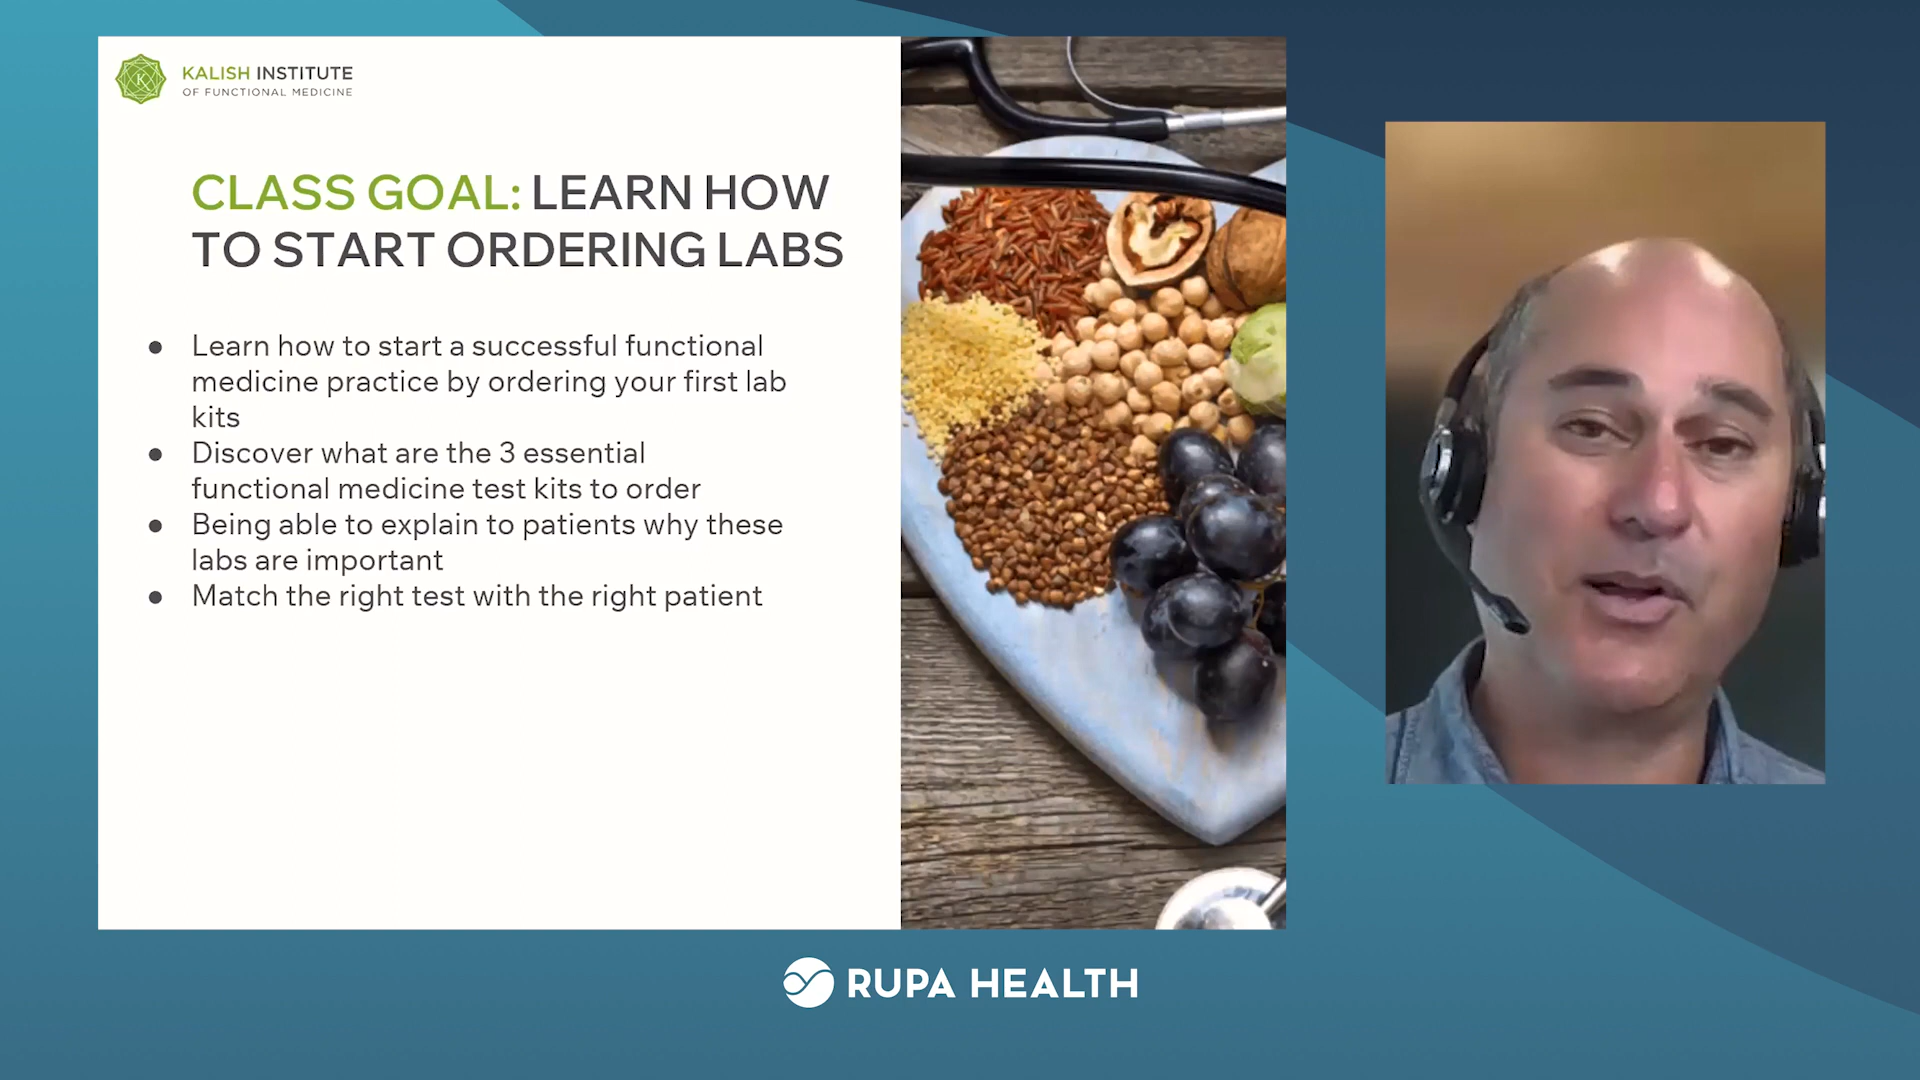 KALISH INSTITUTE
OF FUNCTIONAL MEDICINE
CLASS GOAL: LEARN HOW
TO START ORDERING LABS
● Learn how to start a successful functional
medicine practice by ordering your first lab
kits
● Discover what are the 3 essential
functional medicine test kits to order
● Being able to explain to patients why these
labs are important
● Match the right test with the right patient
RUPA HEALTH